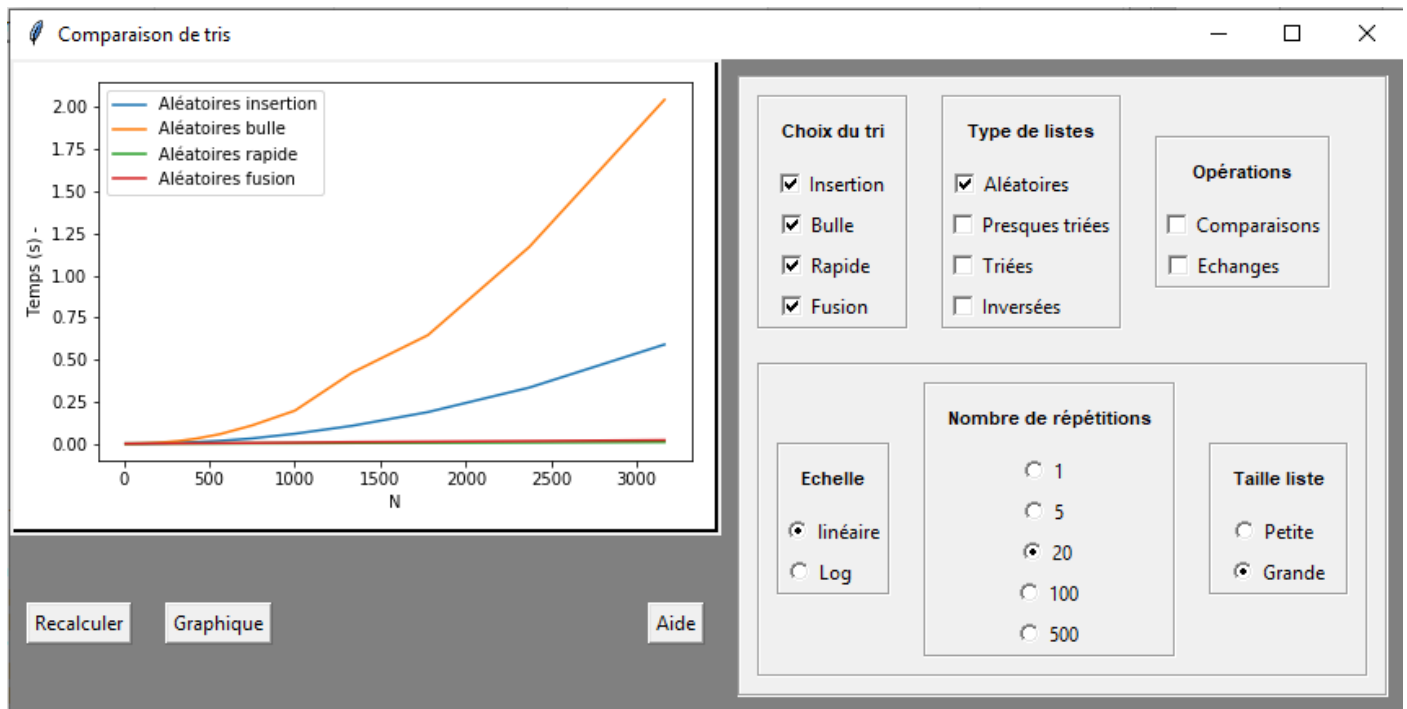 Comparaison de tris
Aléatoires insertion
Aléatoires bulle
Aléatoires rapide
Aléatoires fusion
2.00
1.75
1.50
1.25
1.00
0.75
0.50
0.25
0.00
Temps (s) -
0 500 1000 1500 2000 2500 3000
N
Recalculer
Graphique
Aide
Choix du tri
Insertion
Bulle
Rapide
Fusion
Type de listes
Aléatoires
Presques triées
Triées
Inversées
Opérations
Comparaisons
Echanges
Echelle
linéaire
Log
Nombre de répétitions
1
5
20
100
500
Taille liste
Petite
Grande